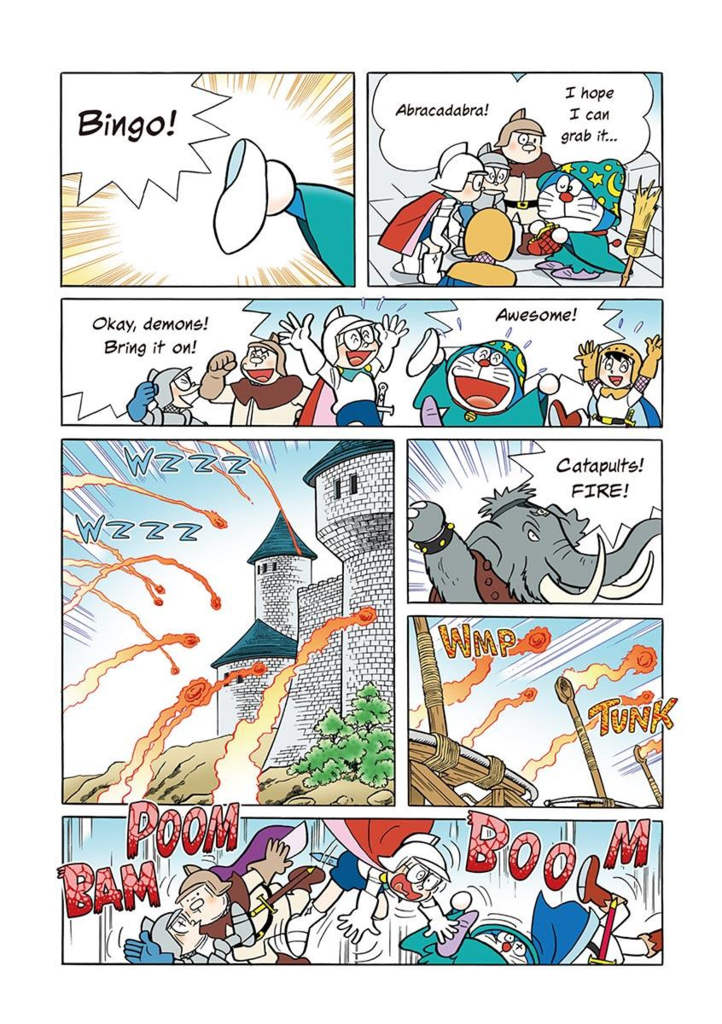 Bingo!
Abracadabra!
I hope
I can
grab it...
Okay, demons!
Bring it on!
Awesome!
WZZZ
WZZZ
Catapults!
FIRE!
WMP
TUNK
BAM
POOM
BOOM